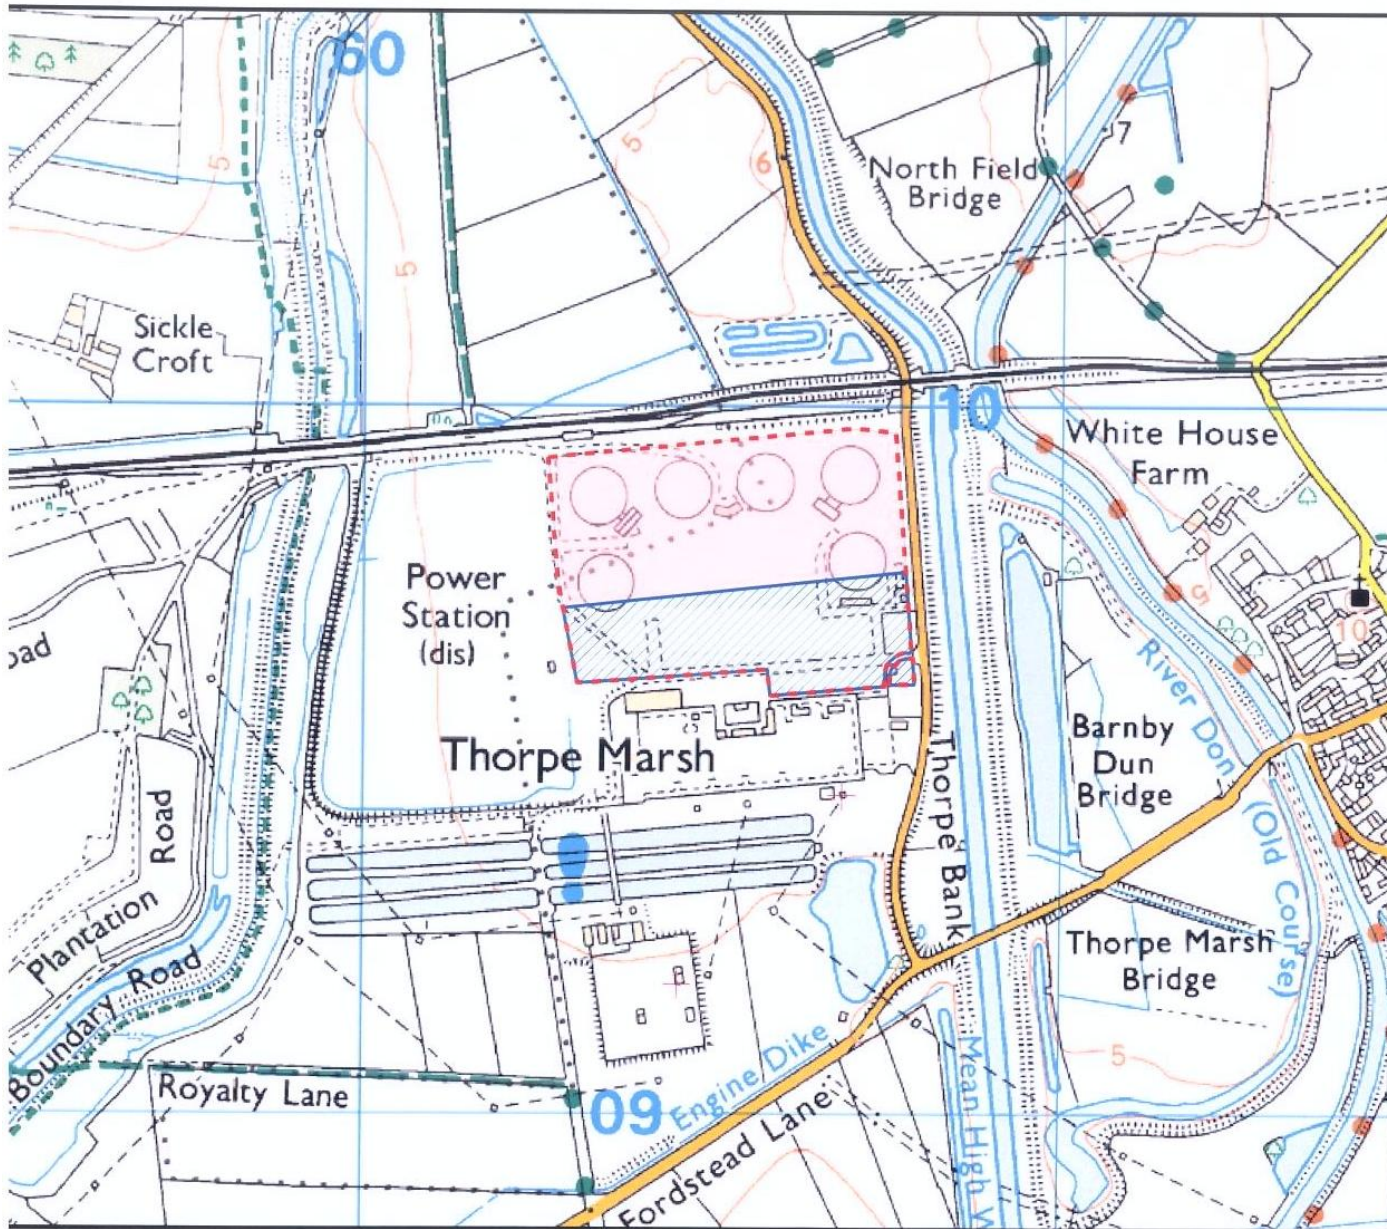 60
5
6
7
North Field
Bridge
5
5
Sickle
Croft
10
White House
Farm
Power
Station
(dis)
5
10
River Don
(Old Course)
Barnby
Dun
Bridge
Thorpe Marsh
Thorpe Bank
Road
Plantation
Boundary Road
Thorpe Marsh
Bridge
5
Royalty Lane
09
Engine Dike
Fordstead Lane
Mean High W